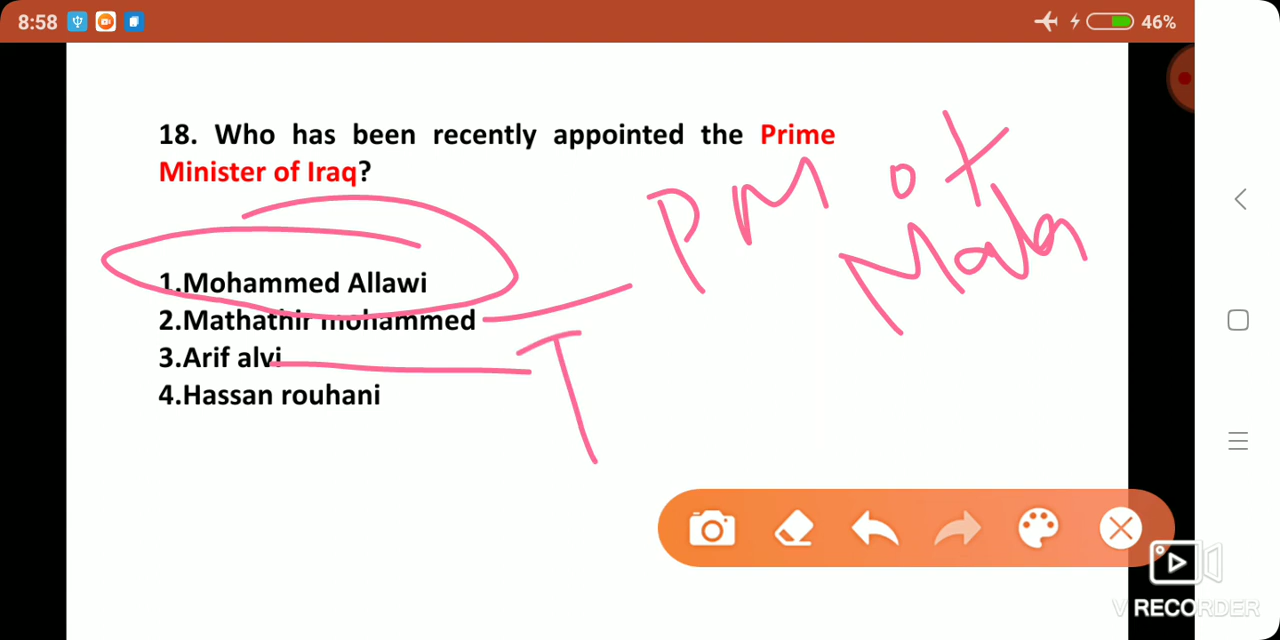 8:58
46%
18. Who has been recently appointed the Prime
Minister of Iraq?
1.Mohammed Allawi
2.Mathathir mohammed
3.Arif alvi
4.Hassan rouhani
PM of
V RECORDER